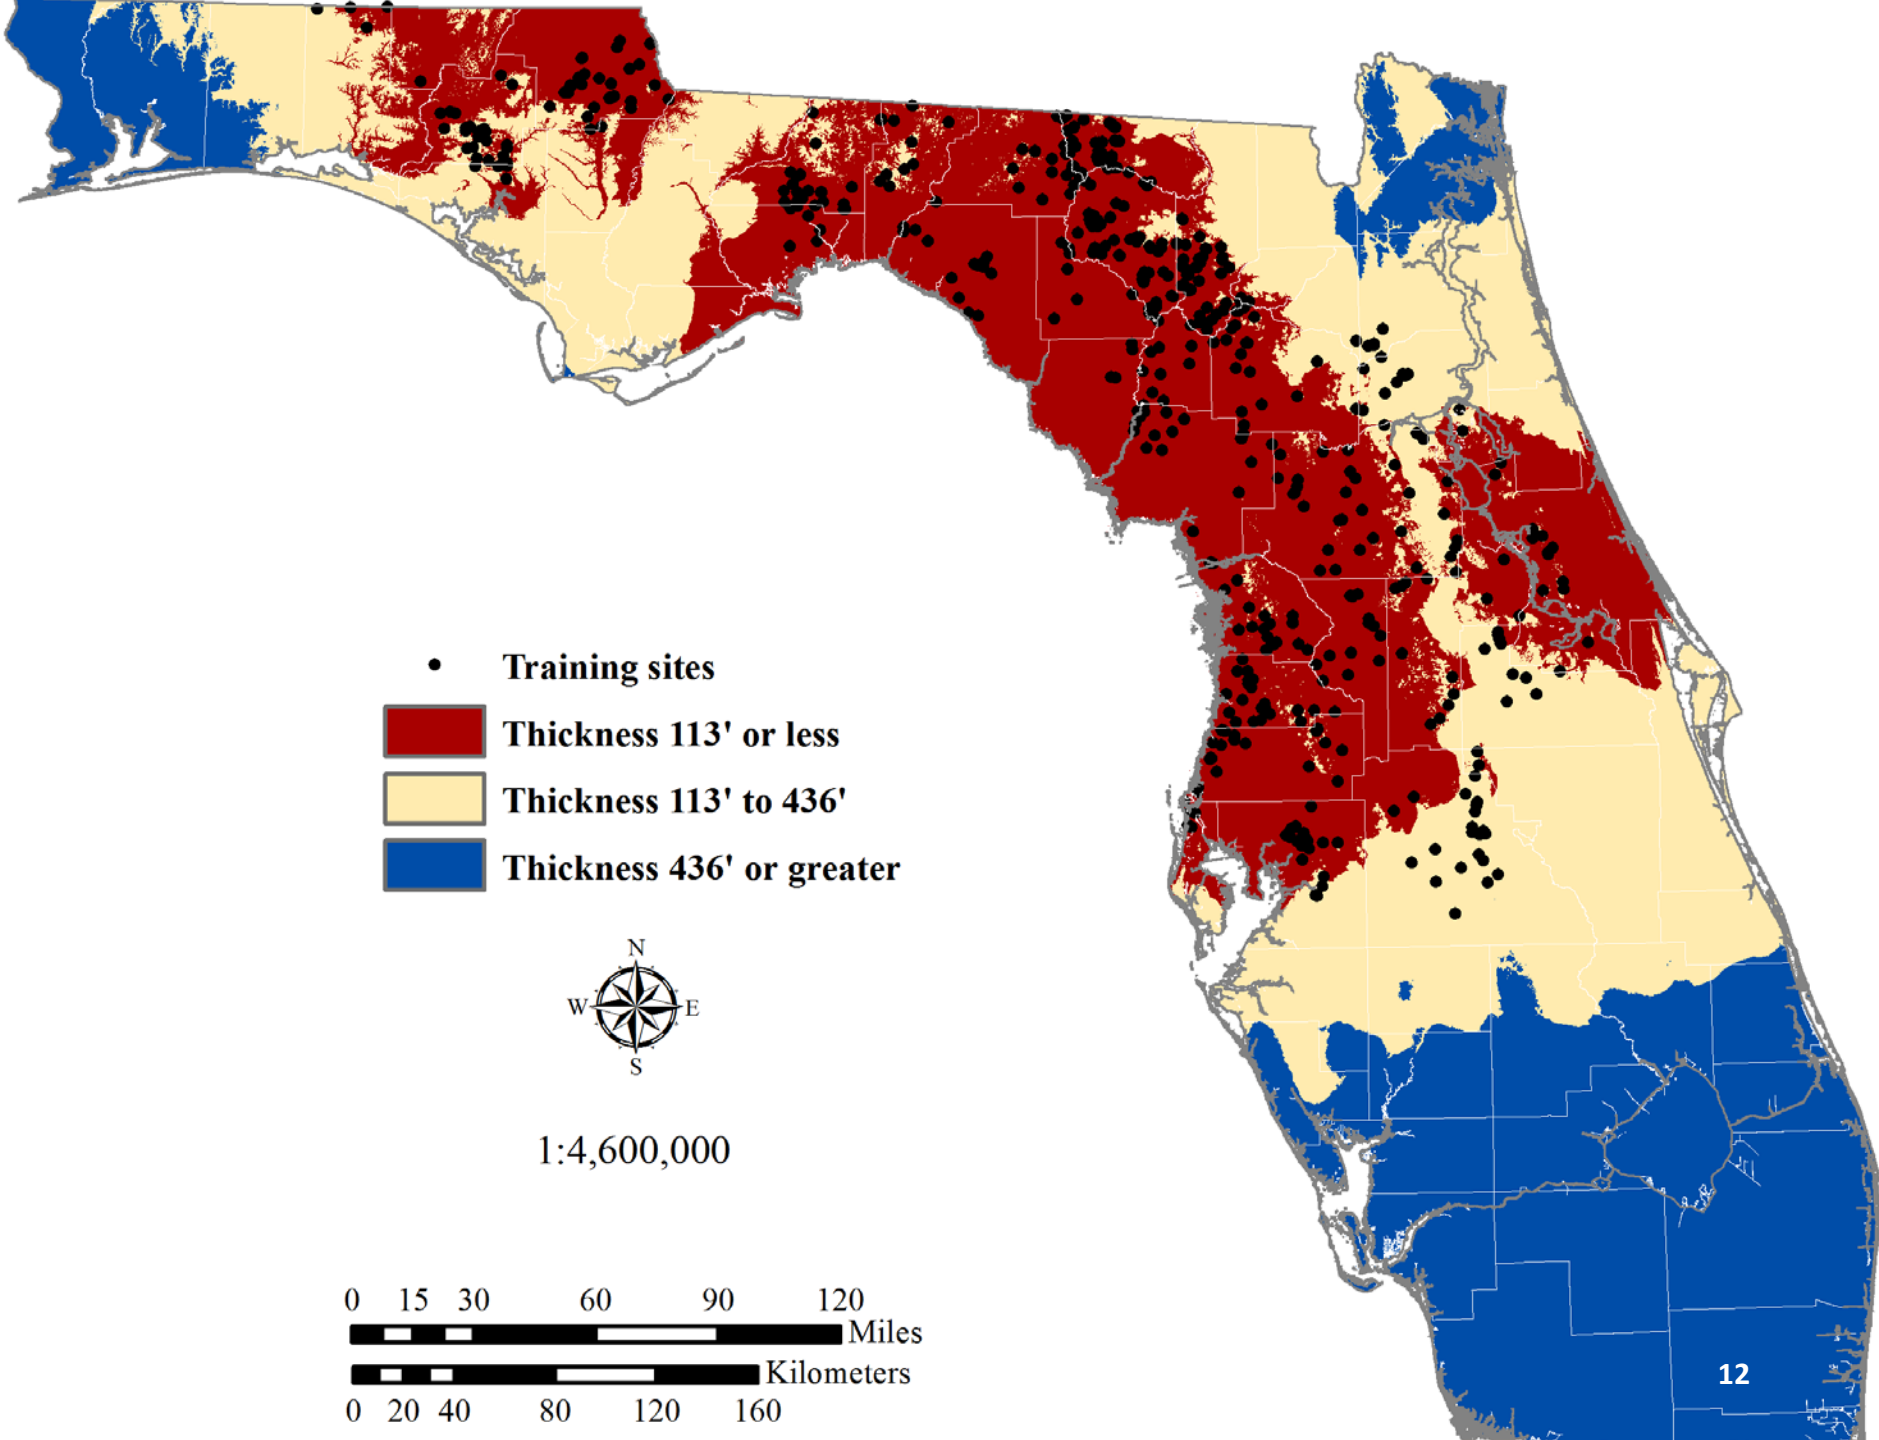 Training sites
Thickness 113' or less
Thickness 113' to 436'
Thickness 436' or greater
N
W E
S
1:4,600,000
0 15 30 60 90 120
Miles
Kilometers
0 20 40 80 120 160
12